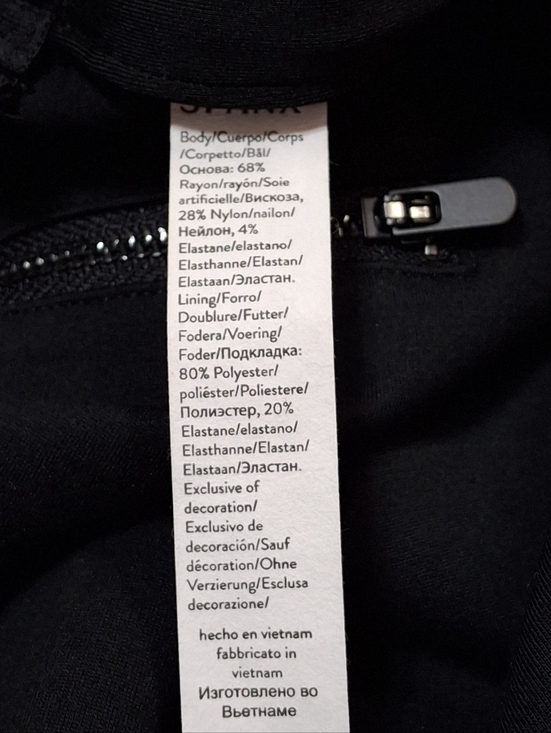 SPANX
Body/Cuerpo/Corps
/Corpetto/Bål/
Основа: 68%
Rayon/rayón/Soie
artificielle/Вискоза,
28% Nylon/nailon/
Нейлон, 4%
Elastane/elastano/
Elasthanne/Elastan/
Elastaan/Эластан.
Lining/Forro/
Doublure/Futter/
Fodera/Voering/
Foder/Подкладка:
80% Polyester/
poliéster/Poliestere/
Полиэстер, 20%
Elastane/elastano/
Elasthanne/Elastan/
Elastaan/Эластан.
Exclusive of
decoration/
Exclusivo de
decoración/Sauf
décoration/Ohne
Verzierung/Esclusa
decorazione/
hecho en vietnam
fabbricato in
vietnam
Изготовлено во
Вьетнаме